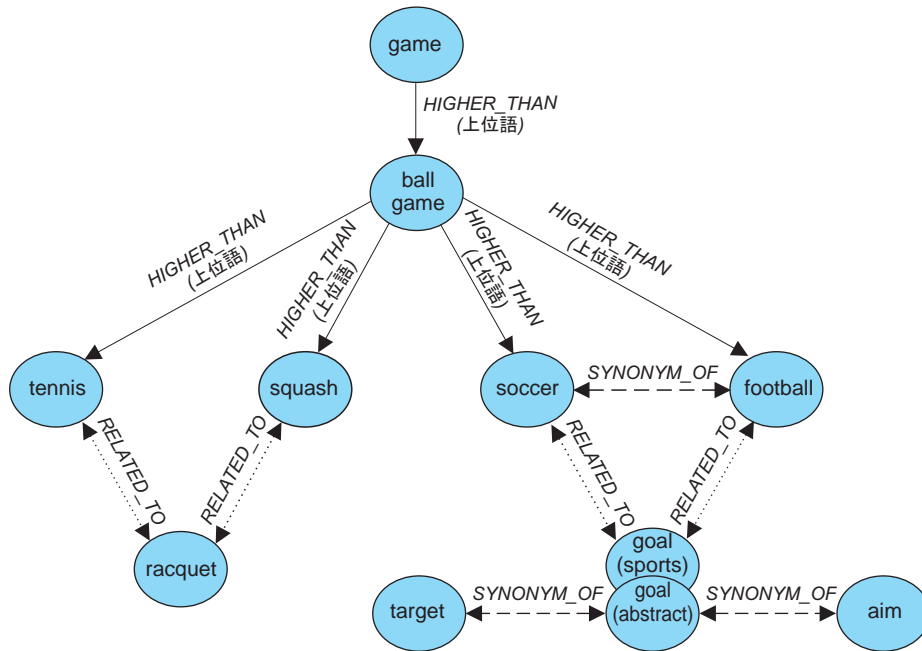 game
HIGHER_THAN
(上位語)
ball
game
HIGHER_THAN
(上位語)
HIGHER_THAN
(上位語)
HIGHER_THAN
(上位語)
HIGHER_THAN
(上位語)
tennis
squash
soccer
SYNONYM_OF
football
RELATED_TO
RELATED_TO
RELATED_TO
RELATED_TO
racquet
goal
(sports)
target
SYNONYM_OF
goal
(abstract)
SYNONYM_OF
aim